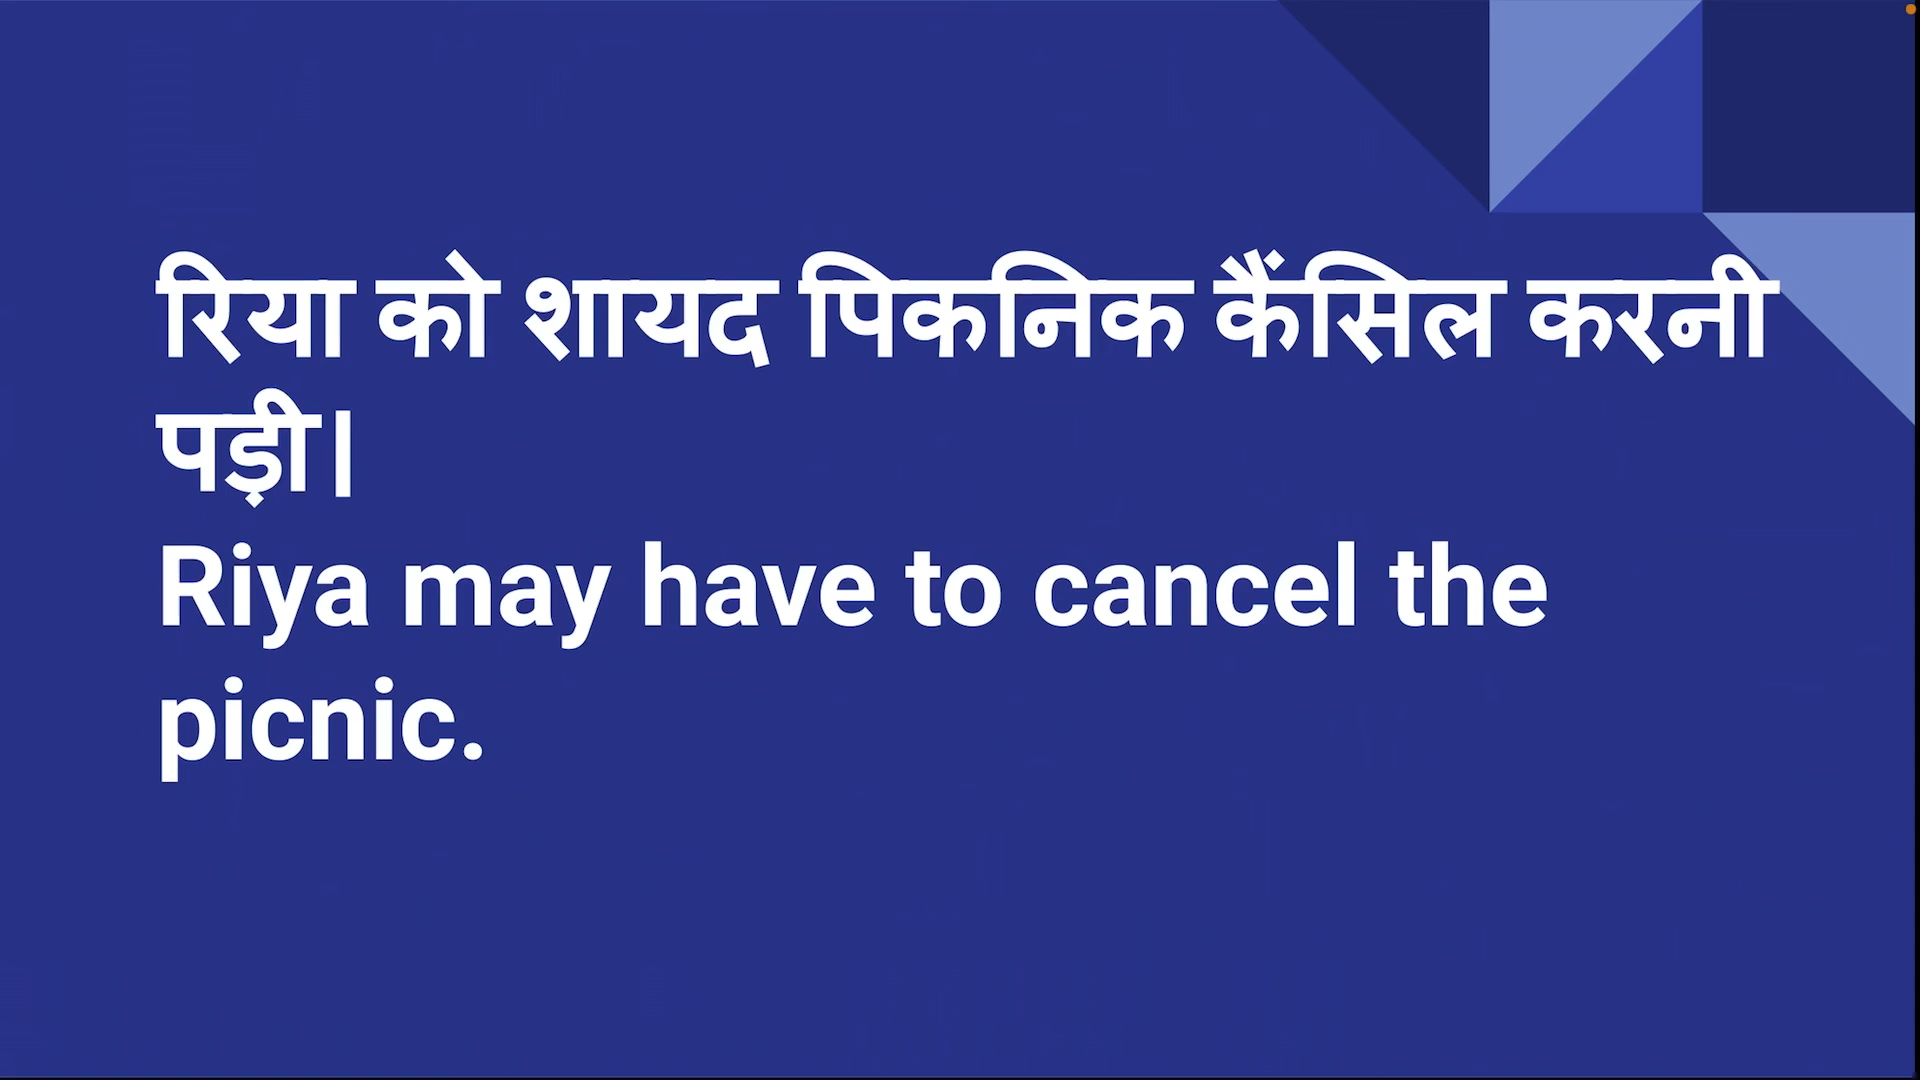 रिया को शायद पिकनिक कैंसिल करनी
पड़ी।
Riya may have to cancel the
picnic.